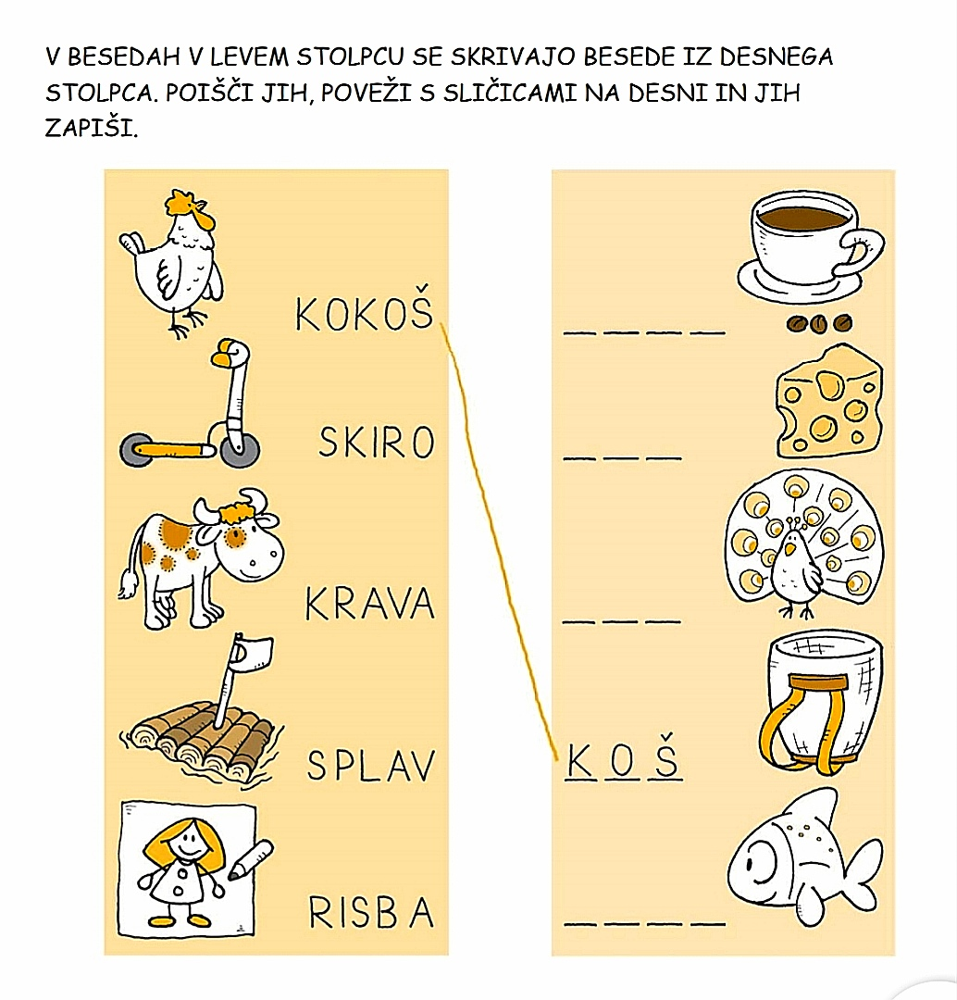 V BESEDAH V LEVEM STOLPCU SE SKRIVAJO BESEDE IZ DESNEGA
STOLPCA. POIŠČI JIH, POVEŽI S SLIČICAMI NA DESNI IN JIH
ZAPIŠI.
KOKOŠ
SKIRO
KRAVA
SPLAV
RISBA
KOŠ